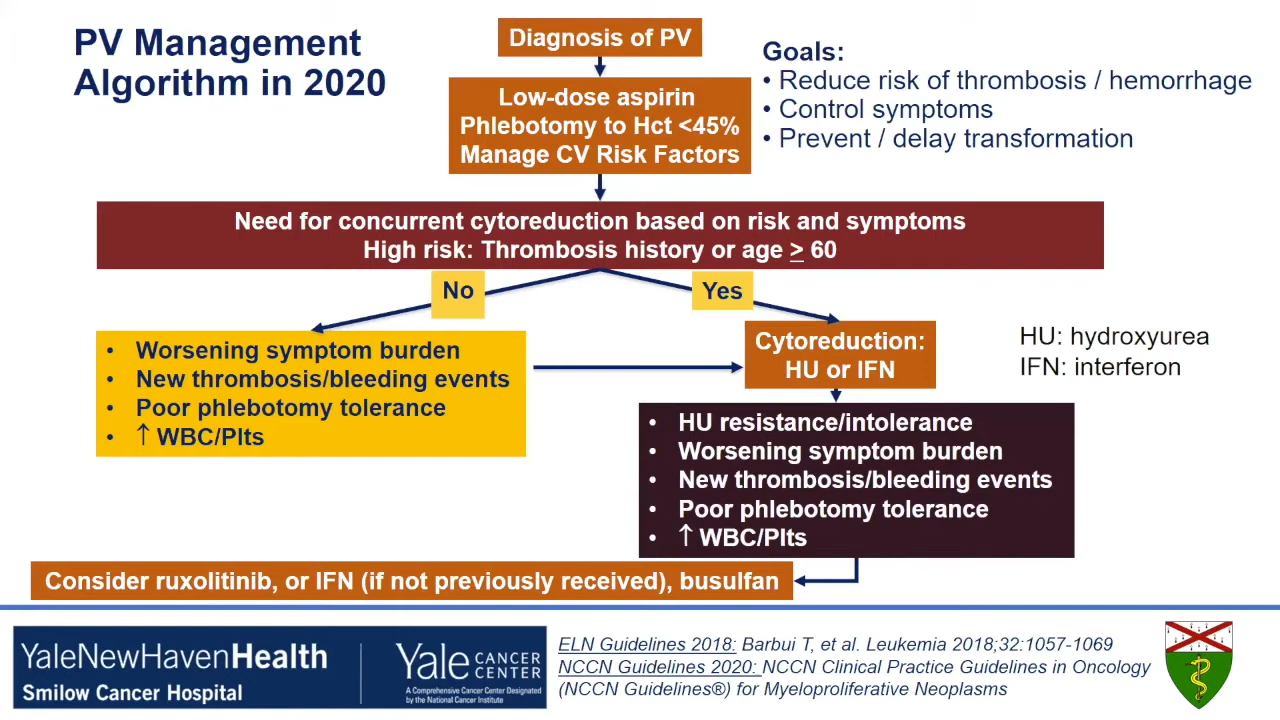 PV Management
Algorithm in 2020
Diagnosis of PV
Low-dose aspirin
Phlebotomy to Hct <45%
Manage CV Risk Factors
Goals:
• Reduce risk of thrombosis / hemorrhage
• Control symptoms
• Prevent / delay transformation
Need for concurrent cytoreduction based on risk and symptoms
High risk: Thrombosis history or age ≥ 60
No
Yes
• Worsening symptom burden
• New thrombosis/bleeding events
• Poor phlebotomy tolerance
• ↑ WBC/Plts
Cytoreduction:
HU or IFN
HU: hydroxyurea
IFN: interferon
• HU resistance/intolerance
• Worsening symptom burden
• New thrombosis/bleeding events
• Poor phlebotomy tolerance
• ↑ WBC/Plts
Consider ruxolitinib, or IFN (if not previously received), busulfan
YaleNewHavenHealth
Smilow Cancer Hospital
Yale CANCER
CENTER
A Comprehensive Cancer Center Designated
by the National Cancer Institute
ELN Guidelines 2018: Barbui T, et al. Leukemia 2018;32:1057-1069
NCCN Guidelines 2020: NCCN Clinical Practice Guidelines in Oncology
(NCCN Guidelines®) for Myeloproliferative Neoplasms